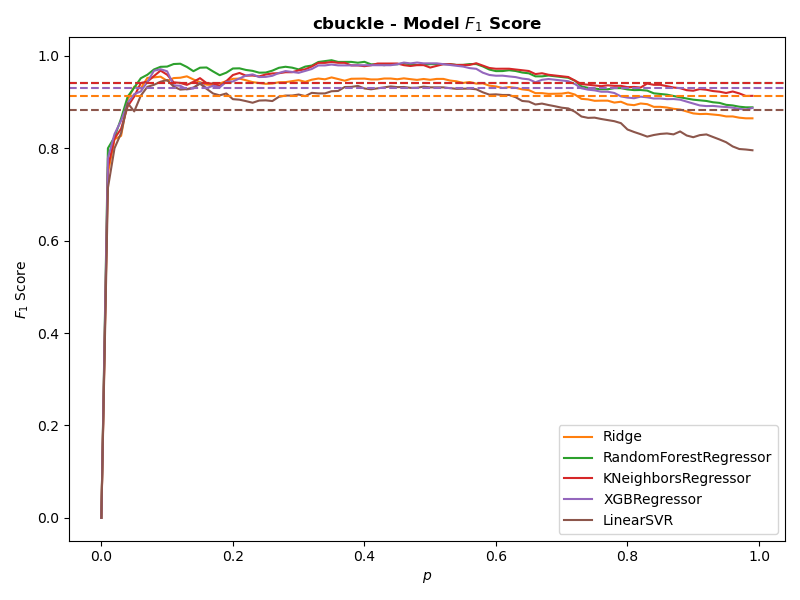 cbuckle - Model F1 Score
F1 Score
1.0
0.8
0.6
0.4
0.2
0.0
0.0 0.2 0.4 0.6 0.8 1.0
p
Ridge
RandomForestRegressor
KNeighborsRegressor
XGBRegressor
LinearSVR